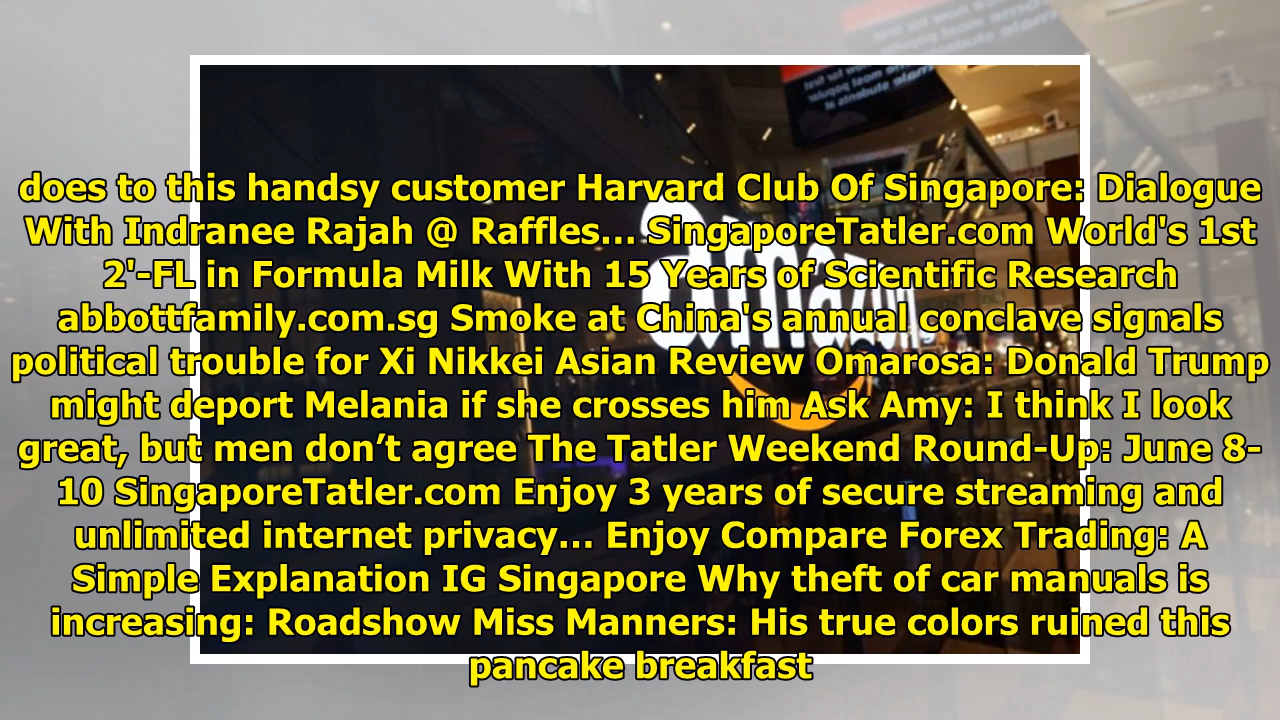 does to this handsy customer Harvard Club Of Singapore: Dialogue
With Indranee Rajah @ Raffles... SingaporeTatler.com World's 1st
2'-FL in Formula Milk With 15 Years of Scientific Research
abbottfamily.com.sg Smoke at China's annual conclave signals
political trouble for Xi Nikkei Asian Review Omarosa: Donald Trump
might deport Melania if she crosses him Ask Amy: I think I look
great, but men don’t agree The Tatler Weekend Round-Up: June 8-
10 SingaporeTatler.com Enjoy 3 years of secure streaming and
unlimited internet privacy... Enjoy Compare Forex Trading: A
Simple Explanation IG Singapore Why theft of car manuals is
increasing: Roadshow Miss Manners: His true colors ruined this
pancake breakfast
amazon